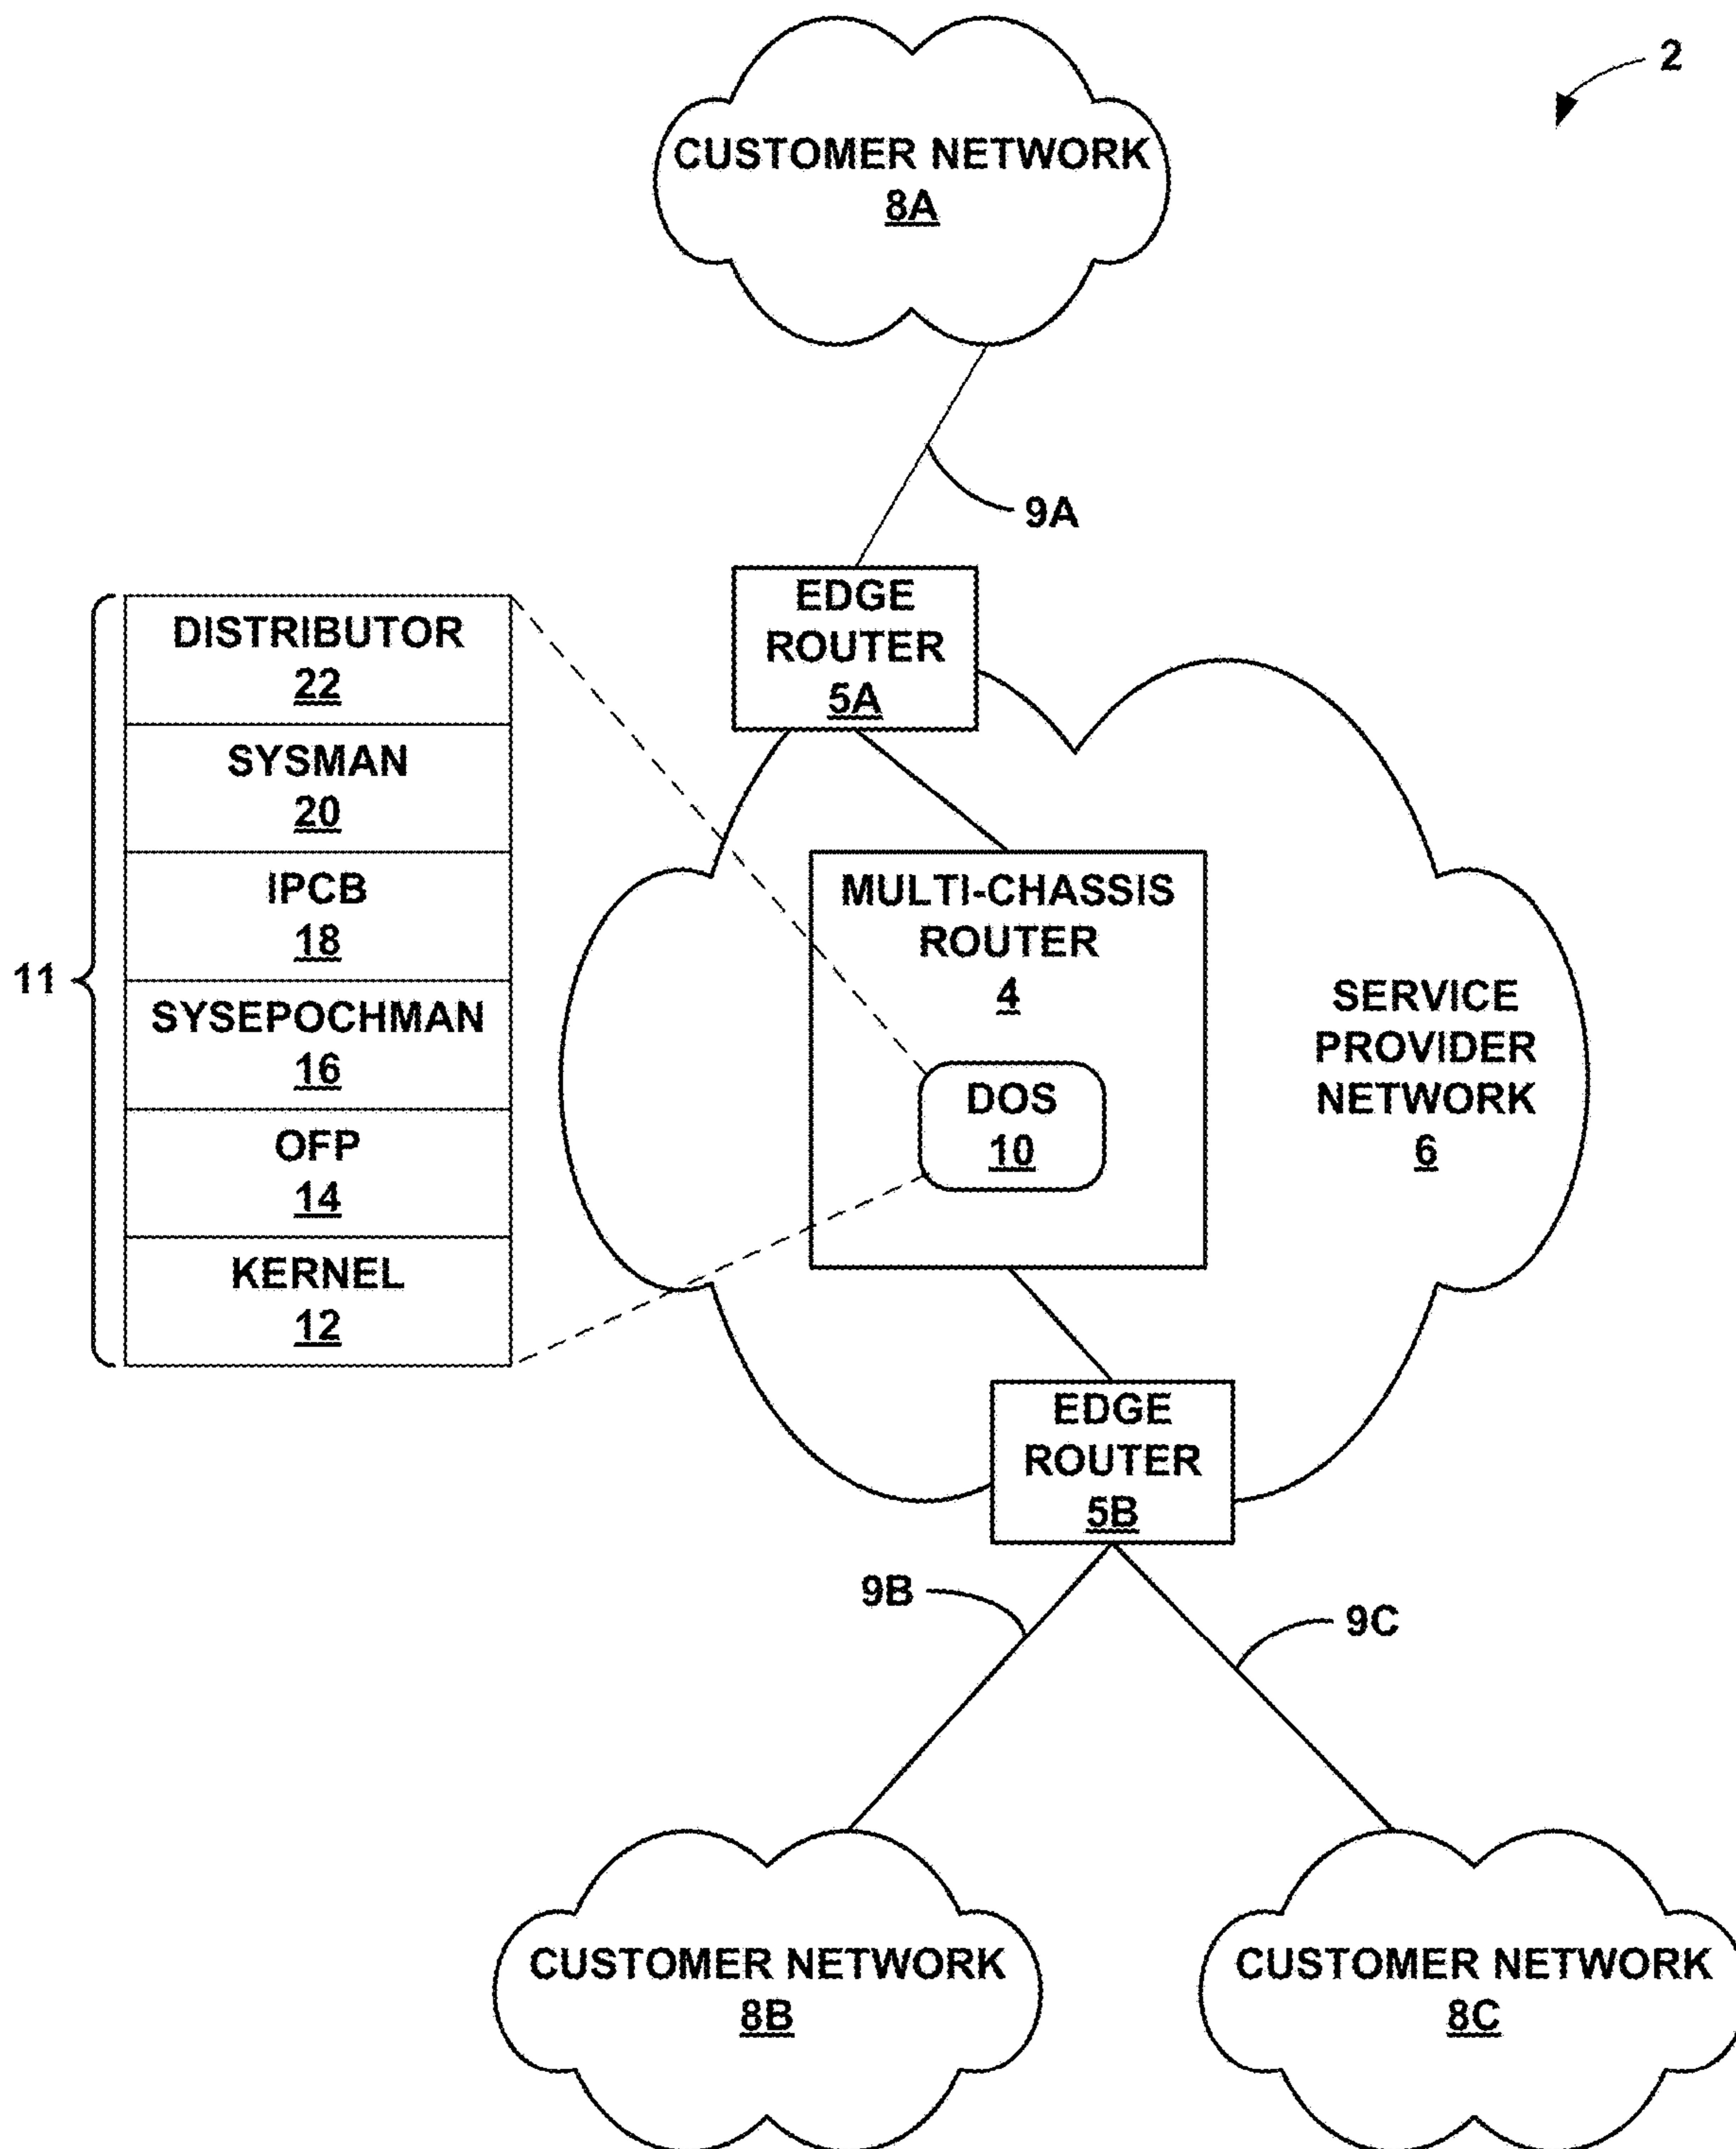 2
CUSTOMER NETWORK
8A
9A
EDGE
ROUTER
5A
DISTRIBUTOR
22
SYSMAN
20
IPCB
18
SYSEPOCHMAN
16
OFP
14
KERNEL
12
11
MULTI-CHASSIS
ROUTER
4
DOS
10
SERVICE
PROVIDER
NETWORK
6
EDGE
ROUTER
5B
9B
9C
CUSTOMER NETWORK
8B
CUSTOMER NETWORK
8C